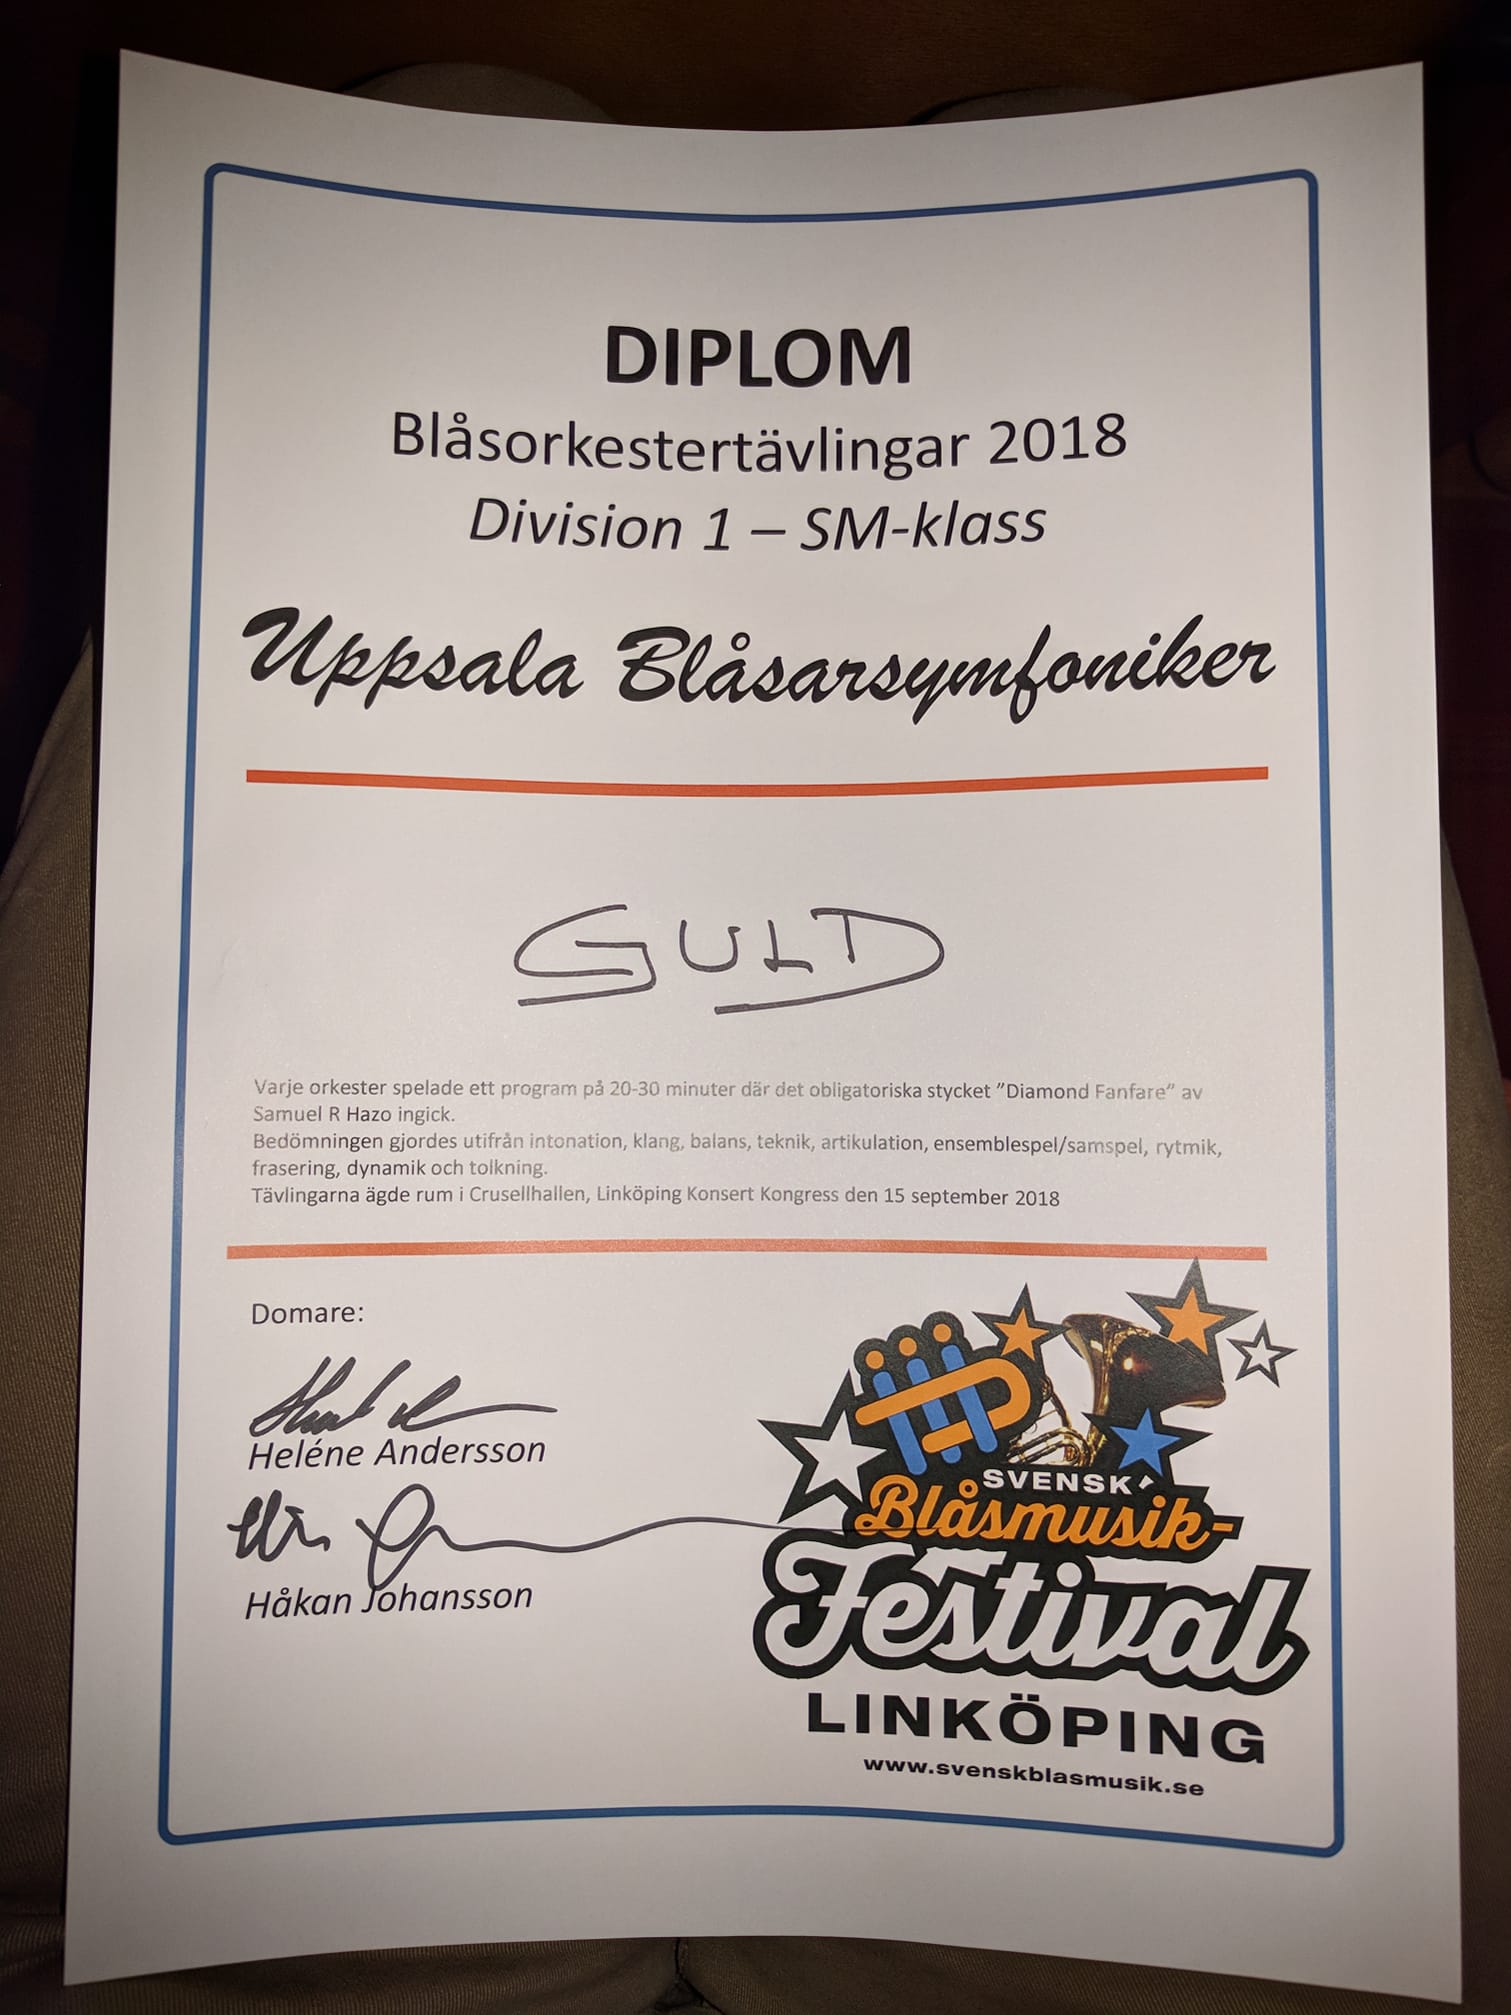 DIPLOM
Blåsorkestertävlingar 2018
Division 1 – SM-klass
Uppsala Blåsarsymfoniker
GULD
Varje orkester spelade ett program på 20-30 minuter där det obligatoriska stycket ”Diamond Fanfare” av
Samuel R Hazo ingick.
Bedömningen gjordes utifrån intonation, klang, balans, teknik, artikulation, ensemblespel/samspel, rytmik,
frasering, dynamik och tolkning.
Tävlingarna ägde rum i Crusellhallen, Linköping Konsert Kongress den 15 september 2018
Domare:
Heléne Andersson
Håkan Johansson
SVENSK
Blåsmusik-
Festival
LINKÖPING
www.svenskblasmusik.se